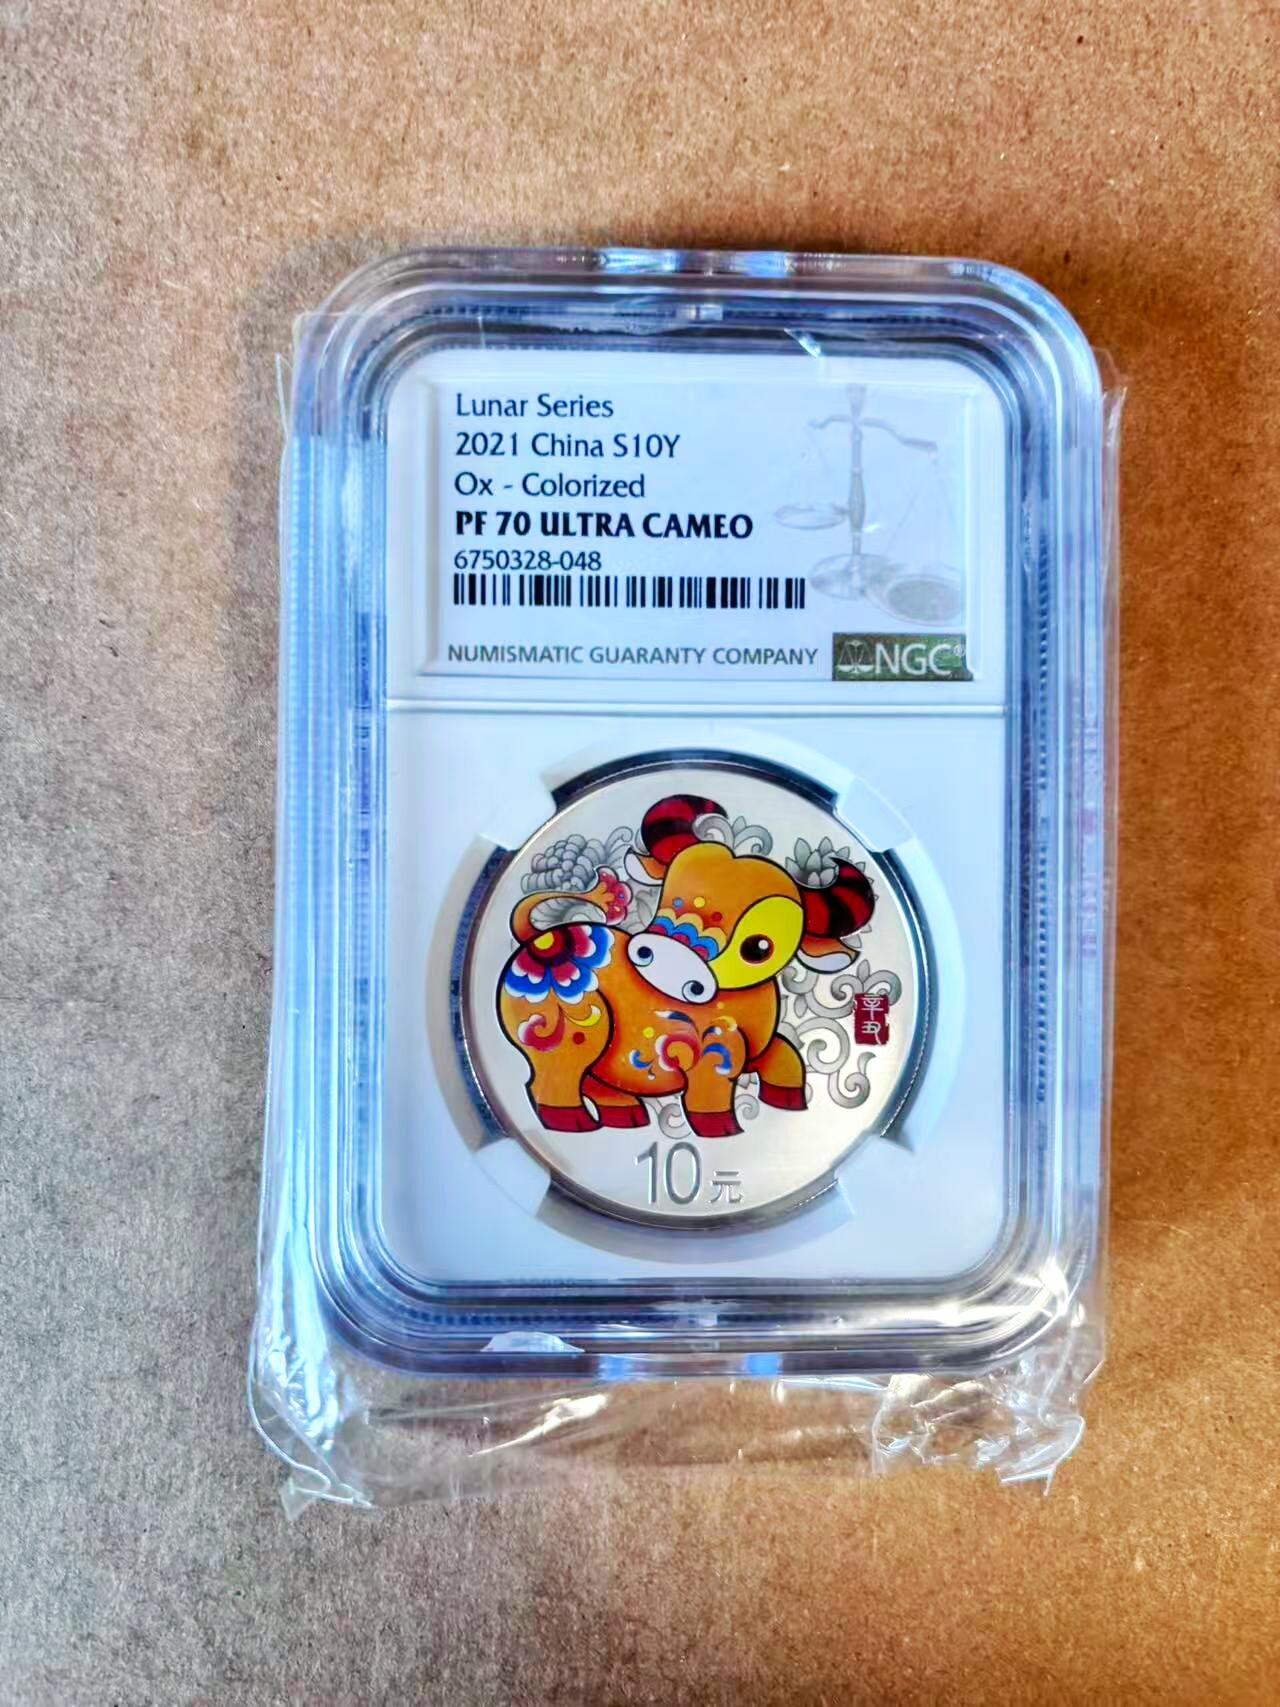 Lunar Series
2021 China S10Y
Ox - Colorized
PF 70 ULTRA CAMEO
6750328-048
NUMISMATIC GUARANTY COMPANY NGC®
辛丑
10元